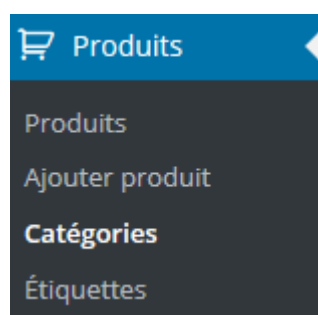 Produits
Produits
Ajouter produit
Catégories
Étiquettes